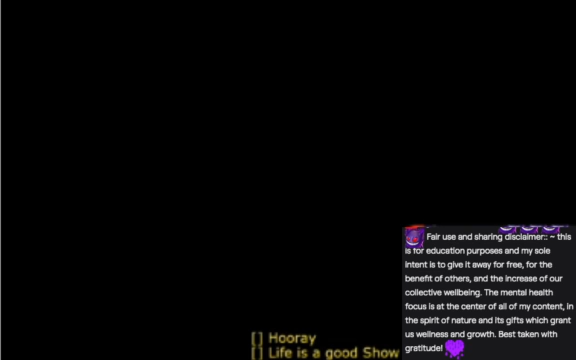 Fair use and sharing disclaimer:: ~ this
is for education purposes and my sole
intent is to give it away for free, for the
benefit of others, and the increase of our
collective wellbeing. The mental health
focus is at the center of all of my content, in
the spirit of nature and its gifts which grant
us wellness and growth. Best taken with
gratitude!
[] Hooray
[] Life is a good Show